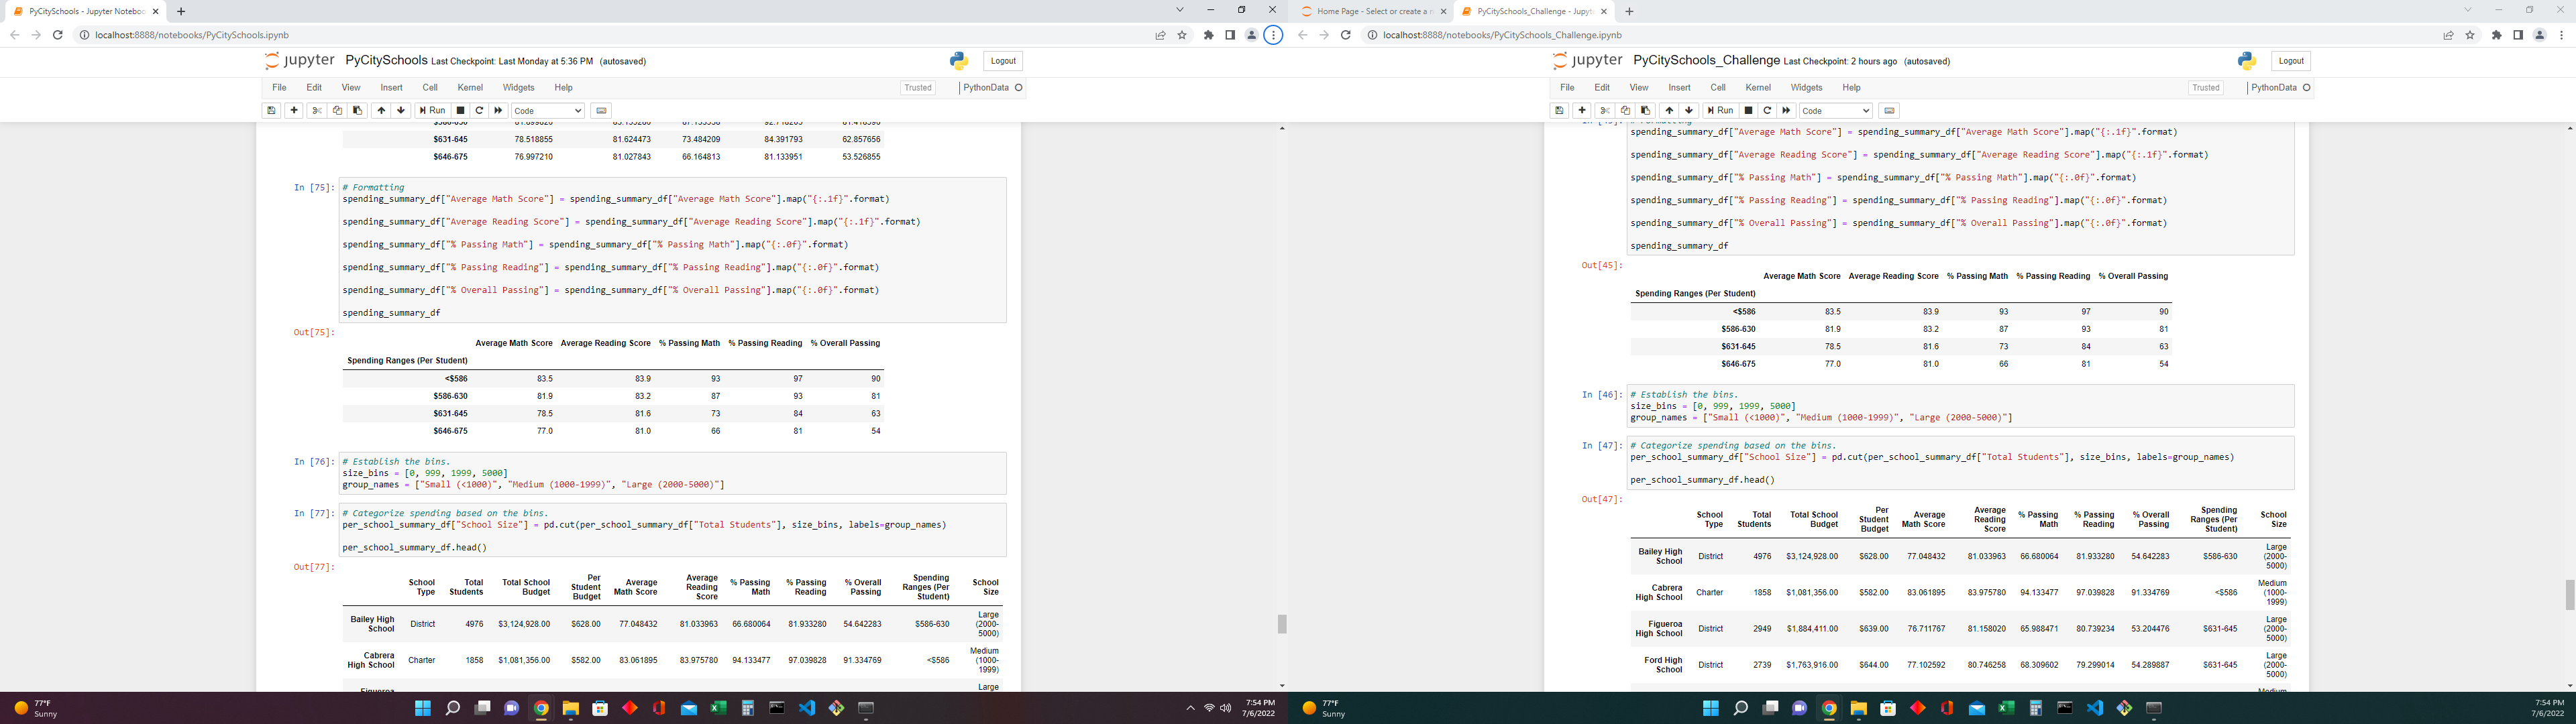 PyCitySchools - Jupyter Noteboo
localhost:8888/notebooks/PyCitySchools.ipynb
jupyter PyCitySchools Last Checkpoint: Last Monday at 5:36 PM (autosaved)
Logout
File Edit View Insert Cell Kernel Widgets Help
Trusted PythonData
Run Code
$631-645 78.518855 81.624473 73.484209 84.391793 62.857656
$646-675 76.997210 81.027843 66.164813 81.133951 53.526855
In [75]: # Formatting
spending_summary_df["Average Math Score"] = spending_summary_df["Average Math Score"].map("{:.1f}".format)
spending_summary_df["Average Reading Score"] = spending_summary_df["Average Reading Score"].map("{:.1f}".format)
spending_summary_df["% Passing Math"] = spending_summary_df["% Passing Math"].map("{:.0f}".format)
spending_summary_df["% Passing Reading"] = spending_summary_df["% Passing Reading"].map("{:.0f}".format)
spending_summary_df["% Overall Passing"] = spending_summary_df["% Overall Passing"].map("{:.0f}".format)
spending_summary_df
Out[75]:
Average Math Score Average Reading Score % Passing Math % Passing Reading % Overall Passing
Spending Ranges (Per Student)
<$586 83.5 83.9 93 97 90
$586-630 81.9 83.2 87 93 81
$631-645 78.5 81.6 73 84 63
$646-675 77.0 81.0 66 81 54
In [76]: # Establish the bins.
size_bins = [0, 999, 1999, 5000]
group_names = ["Small (<1000)", "Medium (1000-1999)", "Large (2000-5000)"]
In [77]: # Categorize spending based on the bins.
per_school_summary_df["School Size"] = pd.cut(per_school_summary_df["Total Students"], size_bins, labels=group_names)
per_school_summary_df.head()
Out[77]:
School Type Total Students Total School Budget Per Student Budget Average Math Score Average Reading Score % Passing Math % Passing Reading % Overall Passing Spending Ranges (Per Student) School Size
Bailey High School District 4976 $3,124,928.00 $628.00 77.048432 81.033963 66.680064 81.933280 54.642283 $586-630 Large (2000-5000)
Cabrera High School Charter 1858 $1,081,356.00 $582.00 83.061895 83.975780 94.133477 97.039828 91.334769 <$586 Medium (1000-1999)
Figueroa Large
77°F
Sunny
7:54 PM
7/6/2022
Home Page - Select or create a n
PyCitySchools_Challenge - Jupyt
localhost:8888/notebooks/PyCitySchools_Challenge.ipynb
jupyter PyCitySchools_Challenge Last Checkpoint: 2 hours ago (autosaved)
Logout
File Edit View Insert Cell Kernel Widgets Help
Trusted PythonData
Run Code
spending_summary_df["Average Math Score"] = spending_summary_df["Average Math Score"].map("{:.1f}".format)
spending_summary_df["Average Reading Score"] = spending_summary_df["Average Reading Score"].map("{:.1f}".format)
spending_summary_df["% Passing Math"] = spending_summary_df["% Passing Math"].map("{:.0f}".format)
spending_summary_df["% Passing Reading"] = spending_summary_df["% Passing Reading"].map("{:.0f}".format)
spending_summary_df["% Overall Passing"] = spending_summary_df["% Overall Passing"].map("{:.0f}".format)
spending_summary_df
Out[45]:
Average Math Score Average Reading Score % Passing Math % Passing Reading % Overall Passing
Spending Ranges (Per Student)
<$586 83.5 83.9 93 97 90
$586-630 81.9 83.2 87 93 81
$631-645 78.5 81.6 73 84 63
$646-675 77.0 81.0 66 81 54
In [46]: # Establish the bins.
size_bins = [0, 999, 1999, 5000]
group_names = ["Small (<1000)", "Medium (1000-1999)", "Large (2000-5000)"]
In [47]: # Categorize spending based on the bins.
per_school_summary_df["School Size"] = pd.cut(per_school_summary_df["Total Students"], size_bins, labels=group_names)
per_school_summary_df.head()
Out[47]:
School Type Total Students Total School Budget Per Student Budget Average Math Score Average Reading Score % Passing Math % Passing Reading % Overall Passing Spending Ranges (Per Student) School Size
Bailey High School District 4976 $3,124,928.00 $628.00 77.048432 81.033963 66.680064 81.933280 54.642283 $586-630 Large (2000-5000)
Cabrera High School Charter 1858 $1,081,356.00 $582.00 83.061895 83.975780 94.133477 97.039828 91.334769 <$586 Medium (1000-1999)
Figueroa High School District 2949 $1,884,411.00 $639.00 76.711767 81.158020 65.988471 80.739234 53.204476 $631-645 Large (2000-5000)
Ford High School District 2739 $1,763,916.00 $644.00 77.102592 80.746258 68.309602 79.299014 54.289887 $631-645 Large (2000-5000)
77°F
Sunny
7:54 PM
7/6/2022